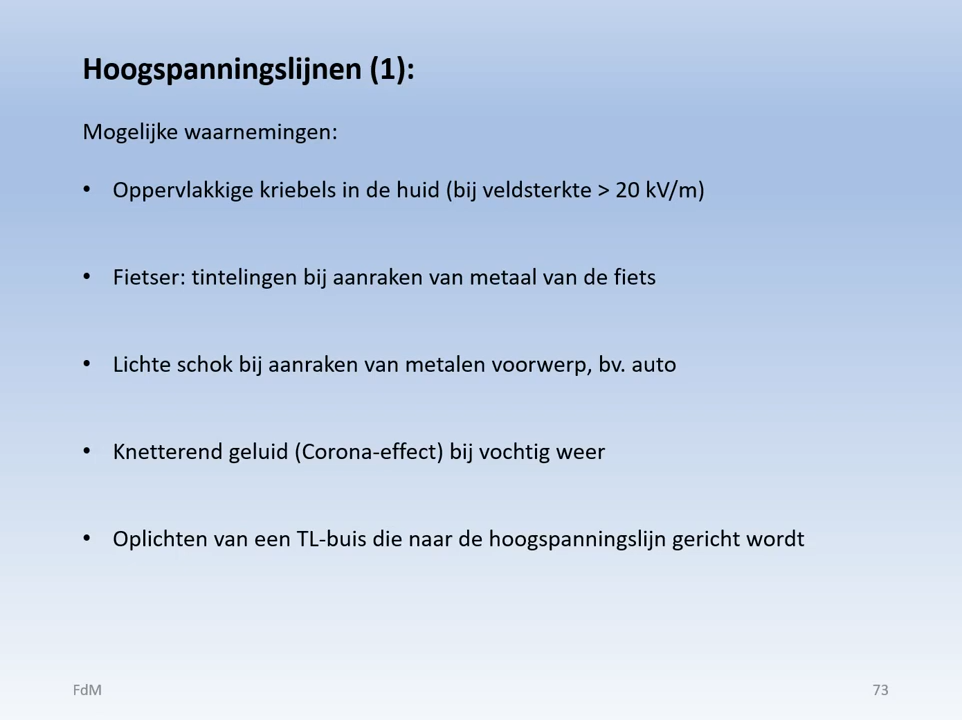 Hoogspanningslijnen (1):
Mogelijke waarnemingen:
• Oppervlakkige kriebels in de huid (bij veldsterkte > 20 kV/m)
• Fietser: tintelingen bij aanraken van metaal van de fiets
• Lichte schok bij aanraken van metalen voorwerp, bv. auto
• Knetterend geluid (Corona-effect) bij vochtig weer
• Oplichten van een TL-buis die naar de hoogspanningslijn gericht wordt
FdM
73